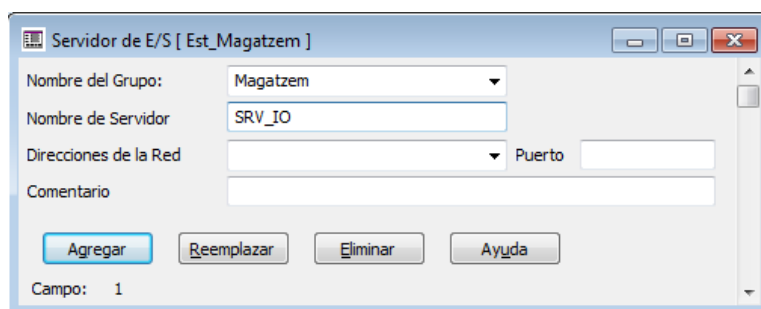 Servidor de E/S [ Est_Magatzem ]
Nombre del Grupo: Magatzem
Nombre de Servidor SRV_IO
Direcciones de la Red Puerto
Comentario
Agregar Reemplazar Eliminar Ayuda
Campo: 1